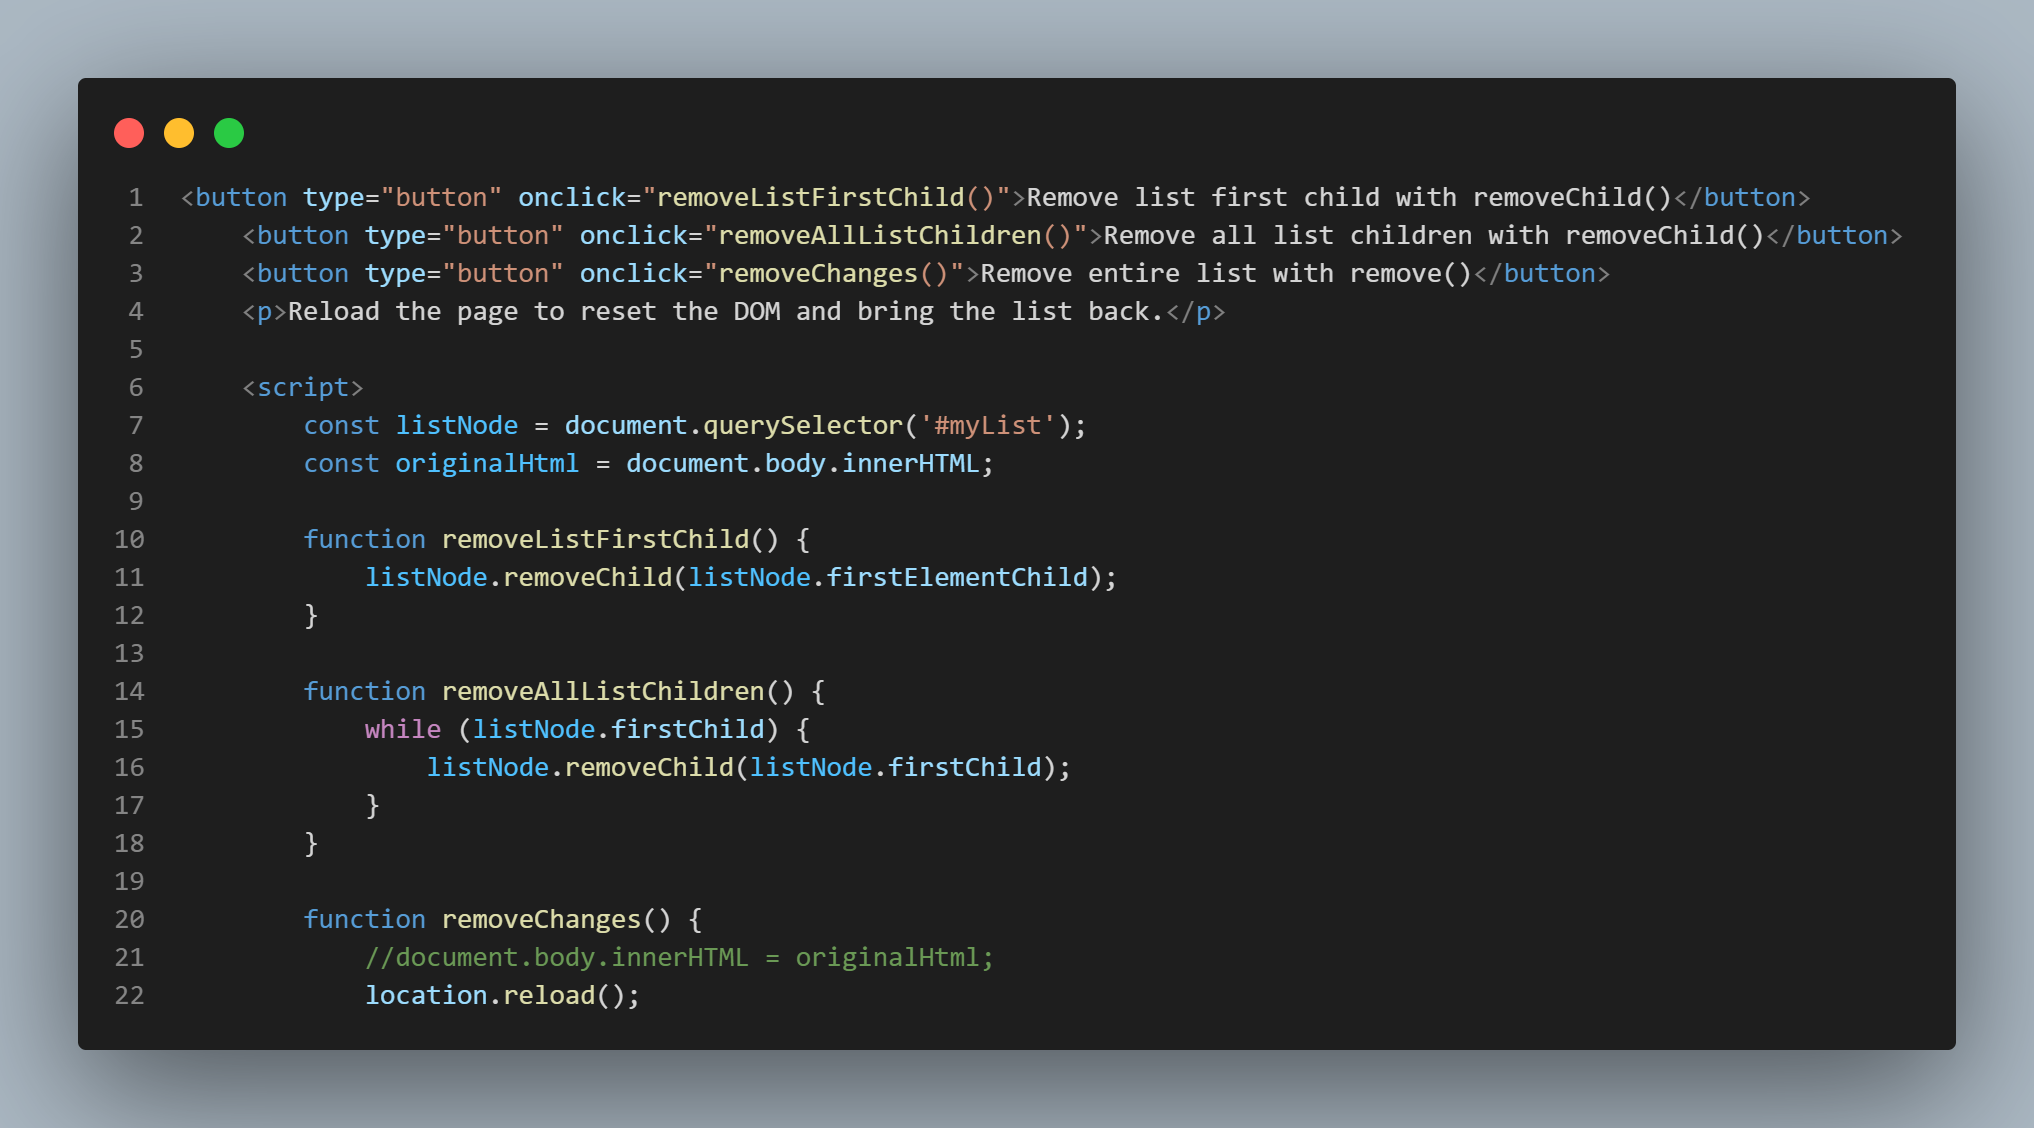 1 <button type="button" onclick="removeListFirstChild()">Remove list first child with removeChild()</button>
2     <button type="button" onclick="removeAllListChildren()">Remove all list children with removeChild()</button>
3     <button type="button" onclick="removeChanges()">Remove entire list with remove()</button>
4     <p>Reload the page to reset the DOM and bring the list back.</p>
5
6     <script>
7         const listNode = document.querySelector('#myList');
8         const originalHtml = document.body.innerHTML;
9
10         function removeListFirstChild() {
11             listNode.removeChild(listNode.firstElementChild);
12         }
13
14         function removeAllListChildren() {
15             while (listNode.firstChild) {
16                 listNode.removeChild(listNode.firstChild);
17             }
18         }
19
20         function removeChanges() {
21             //document.body.innerHTML = originalHtml;
22             location.reload();